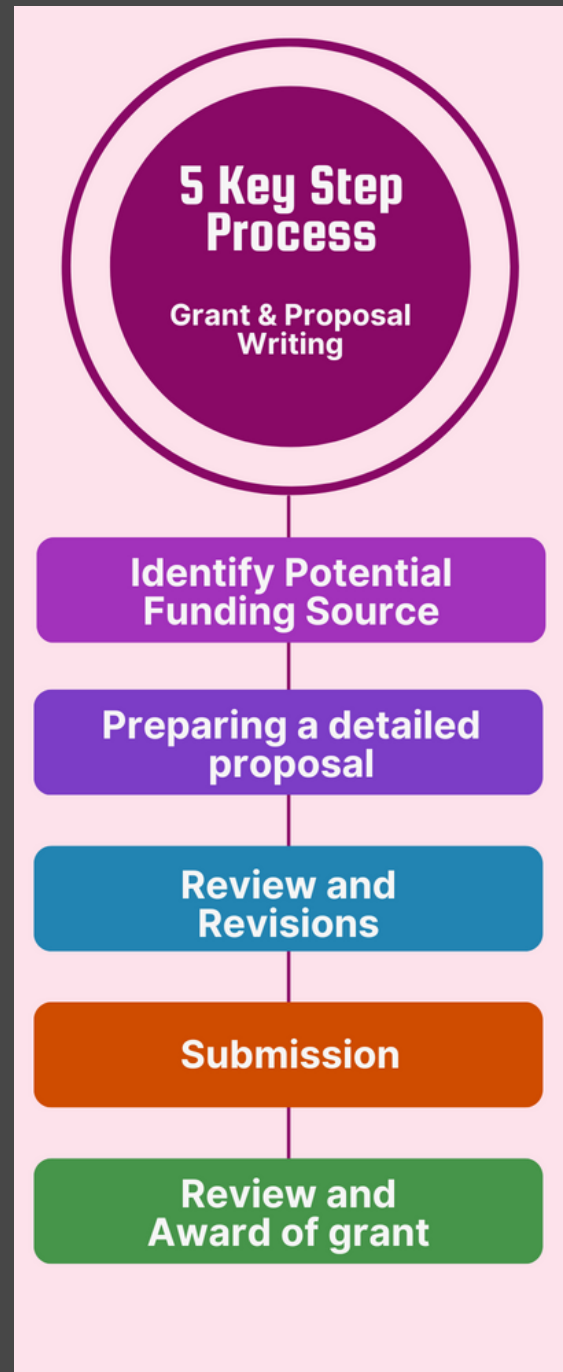 5 Key Step
Process
Grant & Proposal
Writing
Identify Potential
Funding Source
Preparing a detailed
proposal
Review and
Revisions
Submission
Review and
Award of grant